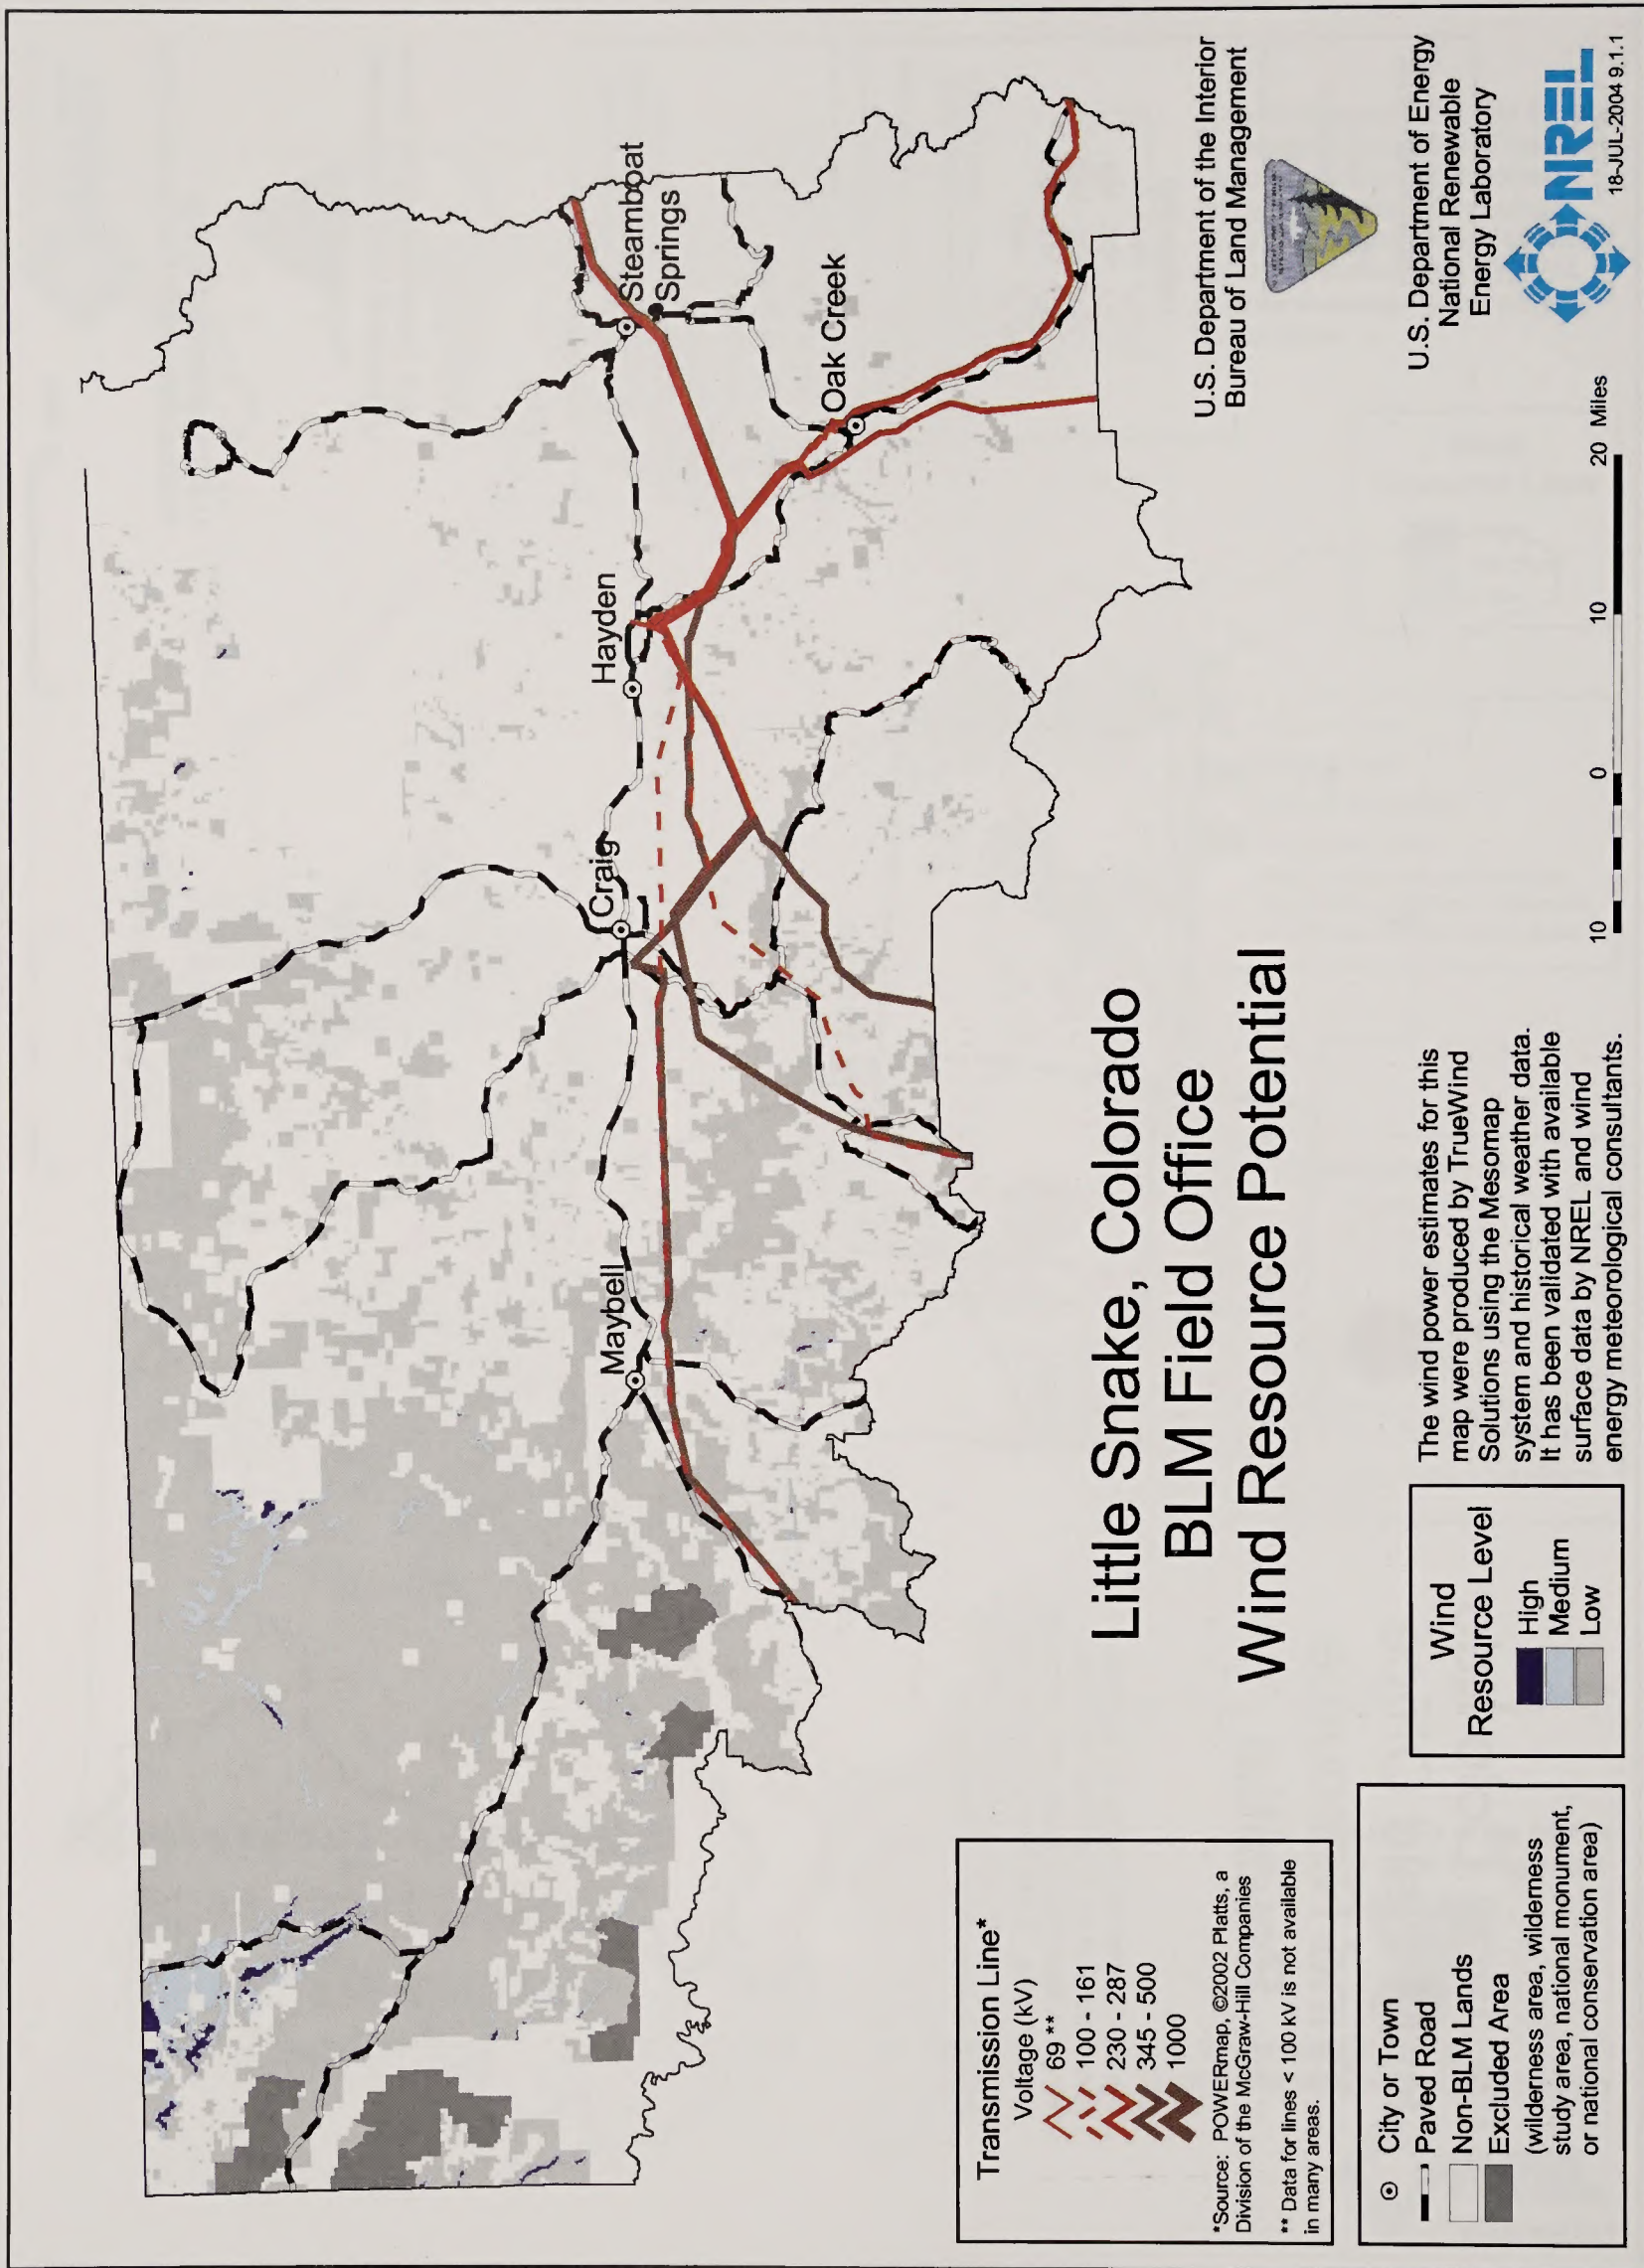 Steamboat
Springs
Oak Creek
Hayden
Craig
Maybell
Little Snake, Colorado
BLM Field Office
Wind Resource Potential
U.S. Department of the Interior
Bureau of Land Management
U.S. Department of Energy
National Renewable
Energy Laboratory
NREL
18-JUL-2004 9.1.1
Transmission Line*
Voltage (kV)
69 **
100 - 161
230 - 287
345 - 500
1000
*Source: POWERmap, ©2002 Platts, a
Division of the McGraw-Hill Companies
** Data for lines < 100 kV is not available
in many areas.
City or Town
Paved Road
Non-BLM Lands
Excluded Area
(wilderness area, wilderness
study area, national monument,
or national conservation area)
Wind
Resource Level
High
Medium
Low
The wind power estimates for this
map were produced by TrueWind
Solutions using the Mesomap
system and historical weather data.
It has been validated with available
surface data by NREL and wind
energy meteorological consultants.
10 0 10 20 Miles